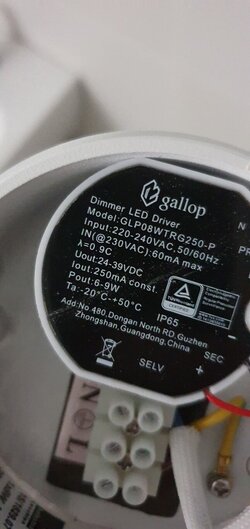 gallop
Dimmer LED Driver
Model:GLP08WTRG250-P
Input:220-240VAC,50/60Hz
IN(@230VAC):60mA max
λ=0.9C
Uout:24-39VDC
Iout:250mA const.
Pout:6-9W
Ta:-20°C~+50°C
IP65
Add:No 480,Dongan North RD,Guzhen
Zhongshan,Guangdong,China
SELV
SEC
+
N
PR
N
L